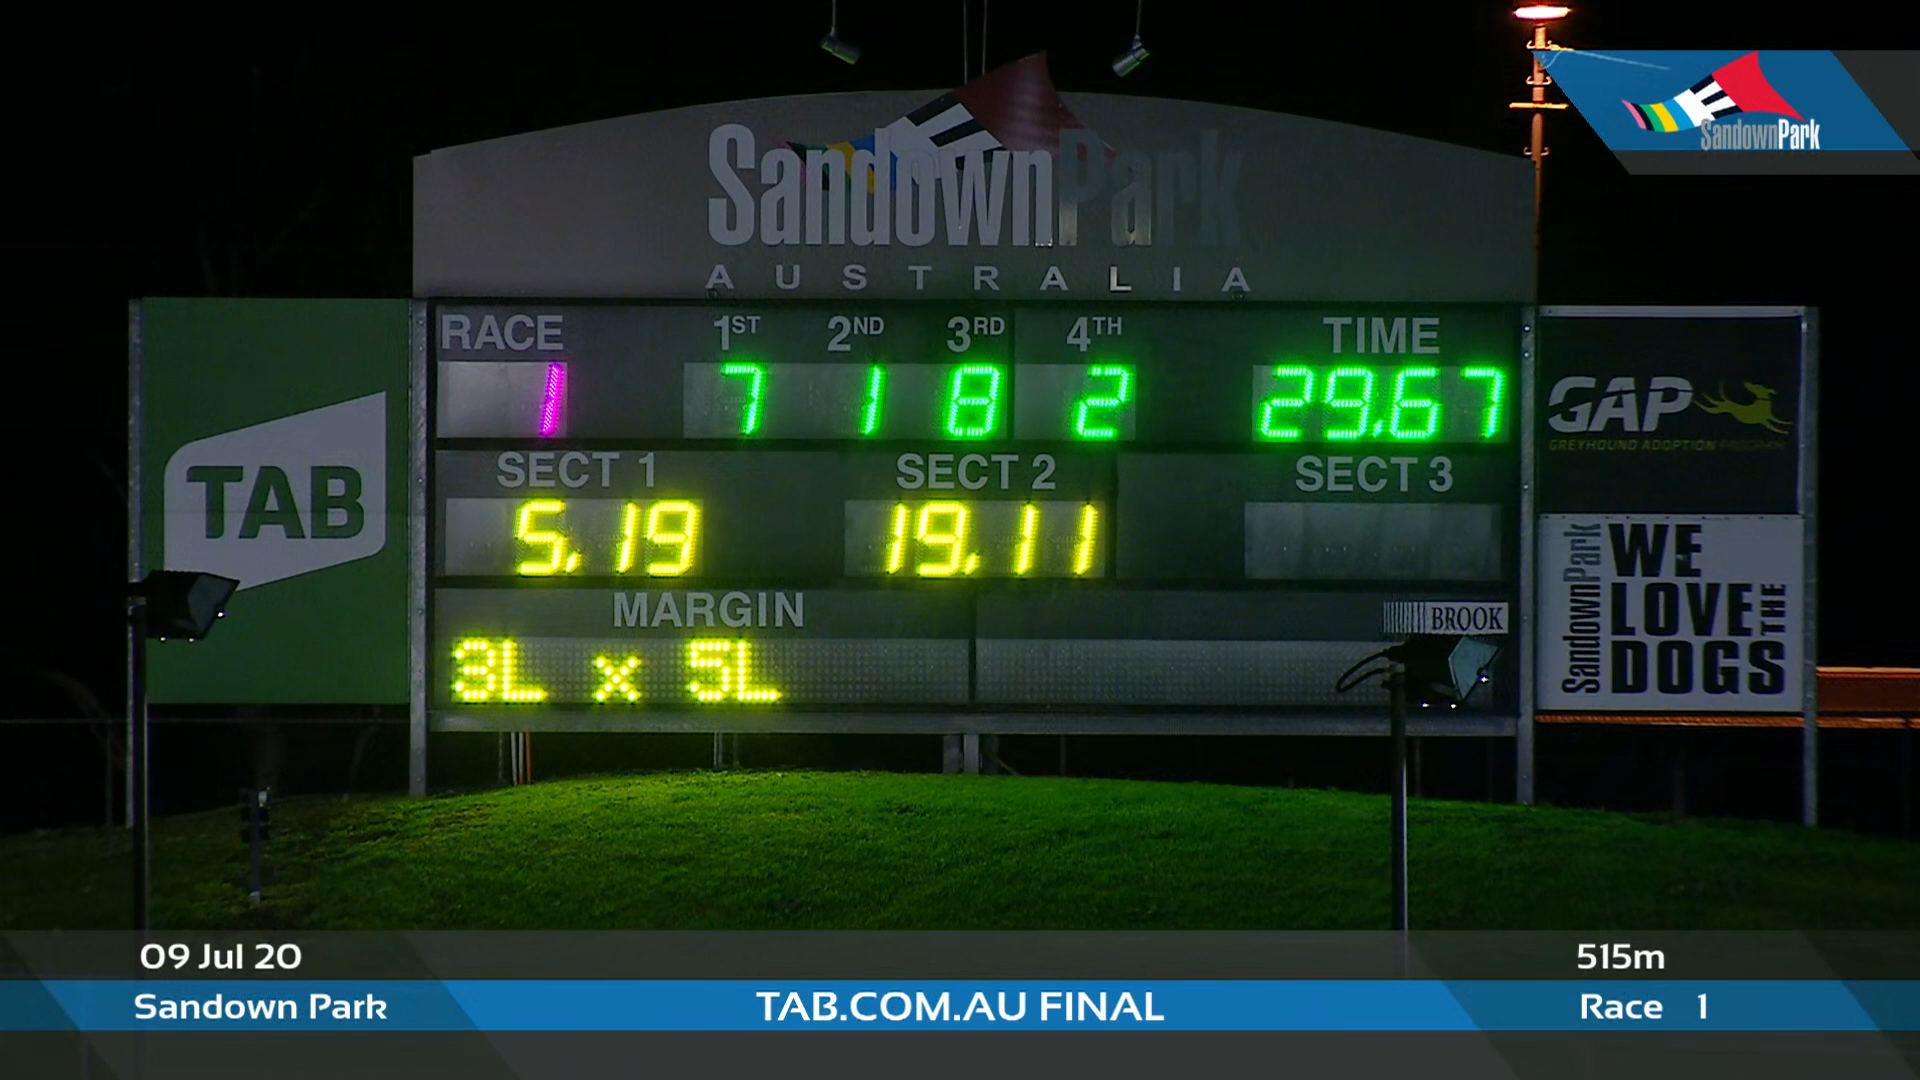 SandownPark
SandownPark
AUSTRALIA
RACE 1ST 2ND 3RD 4TH TIME
1 7 1 8 2 29.67
SECT 1 SECT 2 SECT 3
5.19 19.11
MARGIN
3L x 5L
BROOK
TAB
GAP
GREYHOUND ADOPTION PROGRAM
SandownPark
WE
LOVE THE
DOGS
09 Jul 20
515m
Sandown Park
TAB.COM.AU FINAL
Race 1